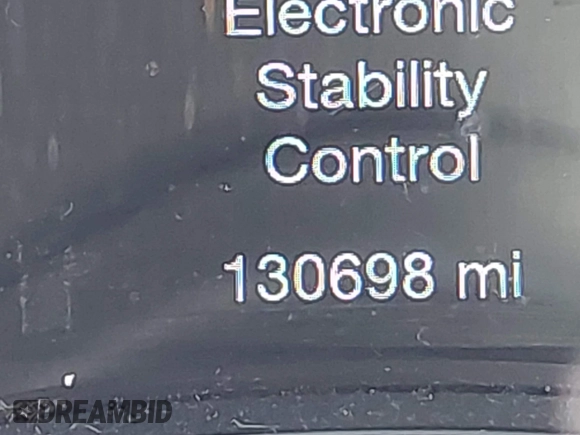 Electronic
Stability
Control
130698 mi
DREAMBID